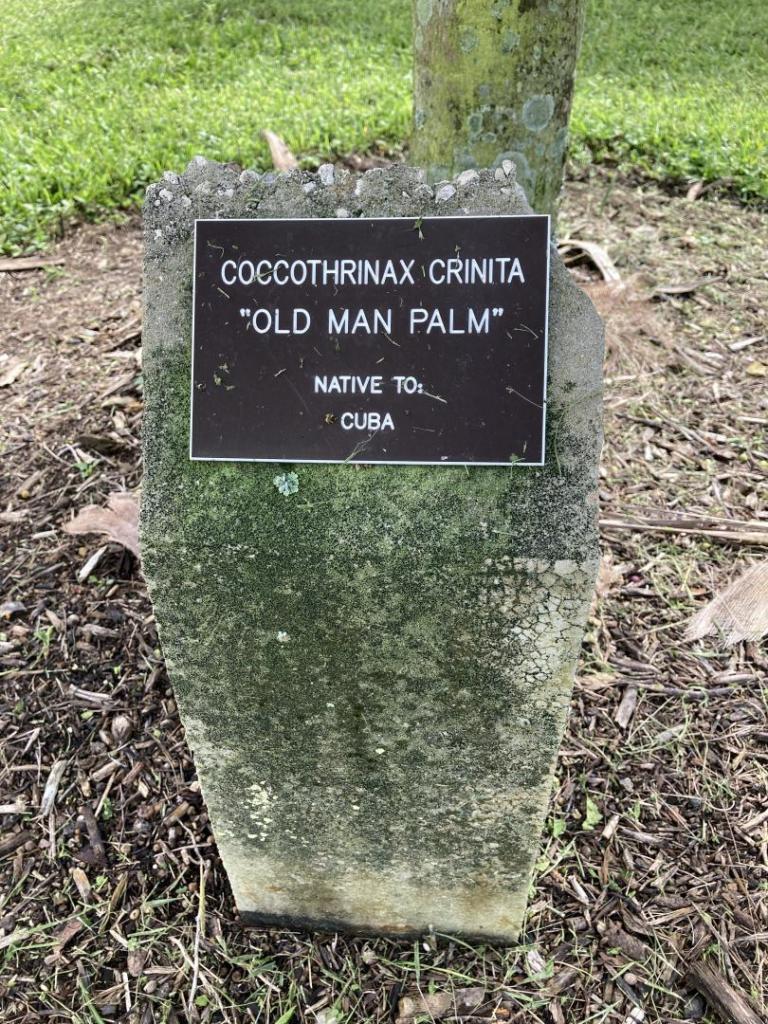 COCCOTHRINAX CRINITA
"OLD MAN PALM"
NATIVE TO:
CUBA